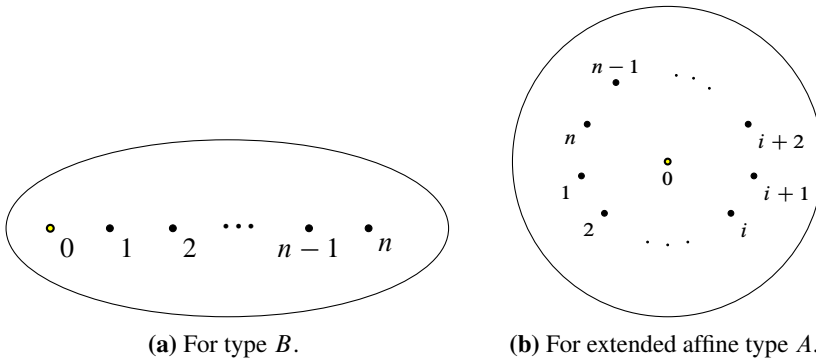 0 1 2 ··· n − 1 n
(a) For type B.
n − 1
n
i + 2
0
1
i + 1
2
i
(b) For extended affine type A.